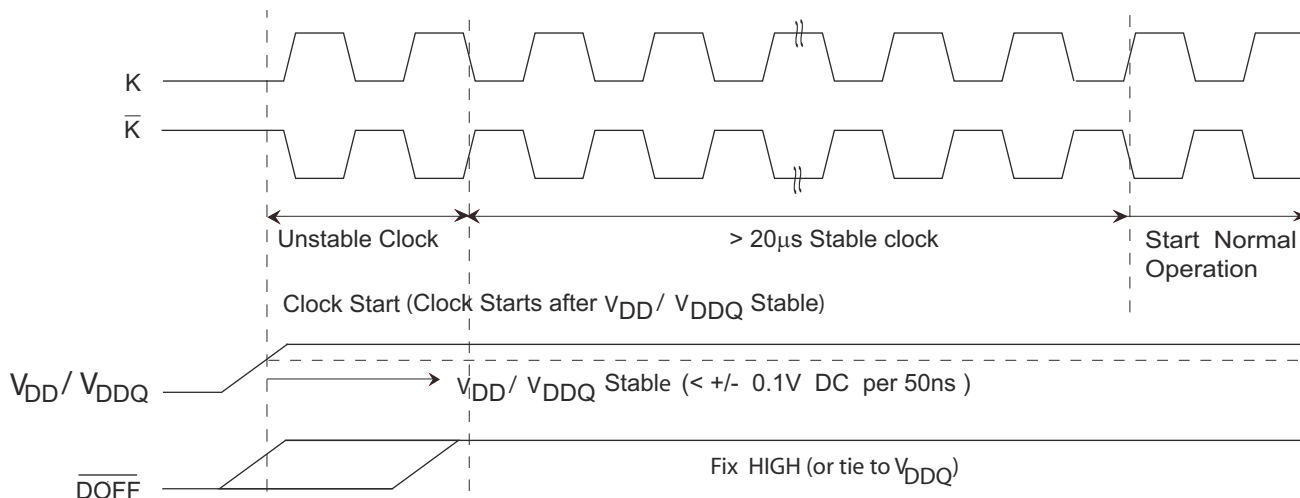 K
K̅
Unstable Clock
> 20μs Stable clock
Start Normal
Operation
Clock Start (Clock Starts after VDD / VDDQ Stable)
VDD / VDDQ
VDD / VDDQ Stable (< +/- 0.1V DC per 50ns )
Fix HIGH (or tie to VDDQ)
D̅O̅F̅F̅